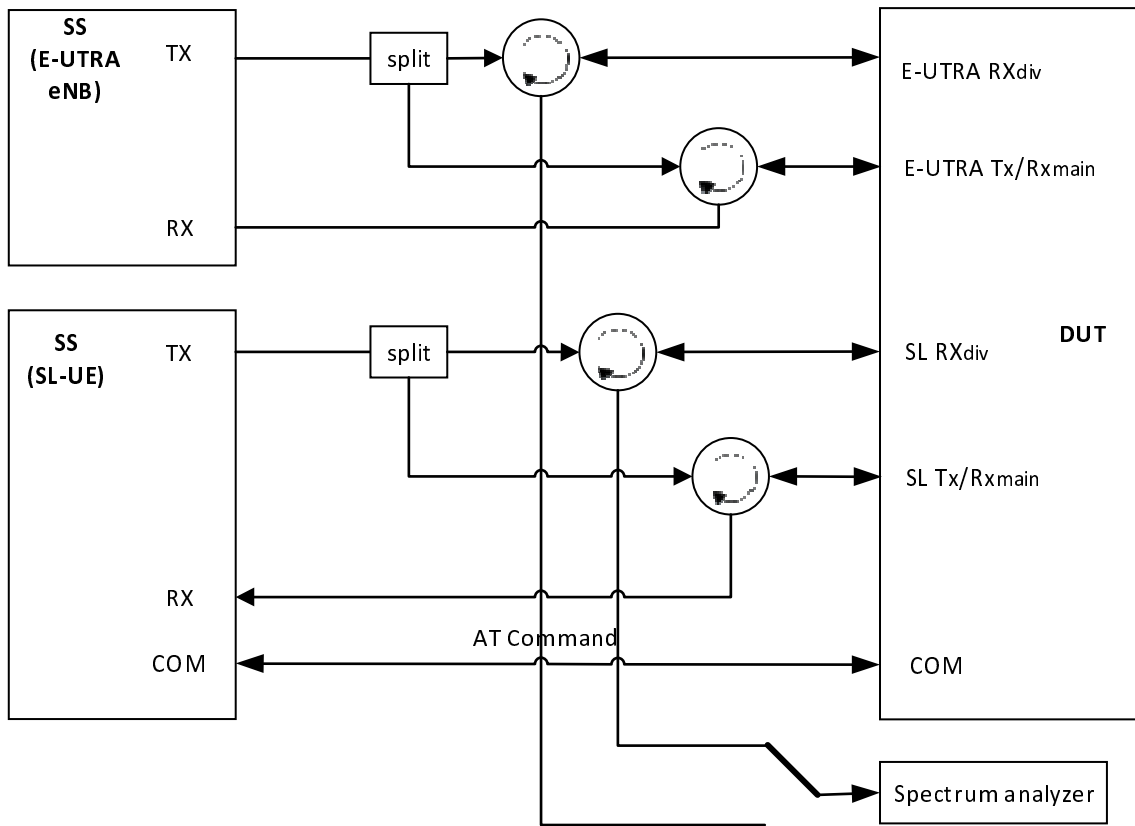 SS
(E-UTRA
eNB)
TX
split
E-UTRA RXdiv
E-UTRA Tx/Rxmain
RX
SS
(SL-UE)
TX
split
SL RXdiv
DUT
SL Tx/Rxmain
RX
AT Command
COM
COM
Spectrum analyzer